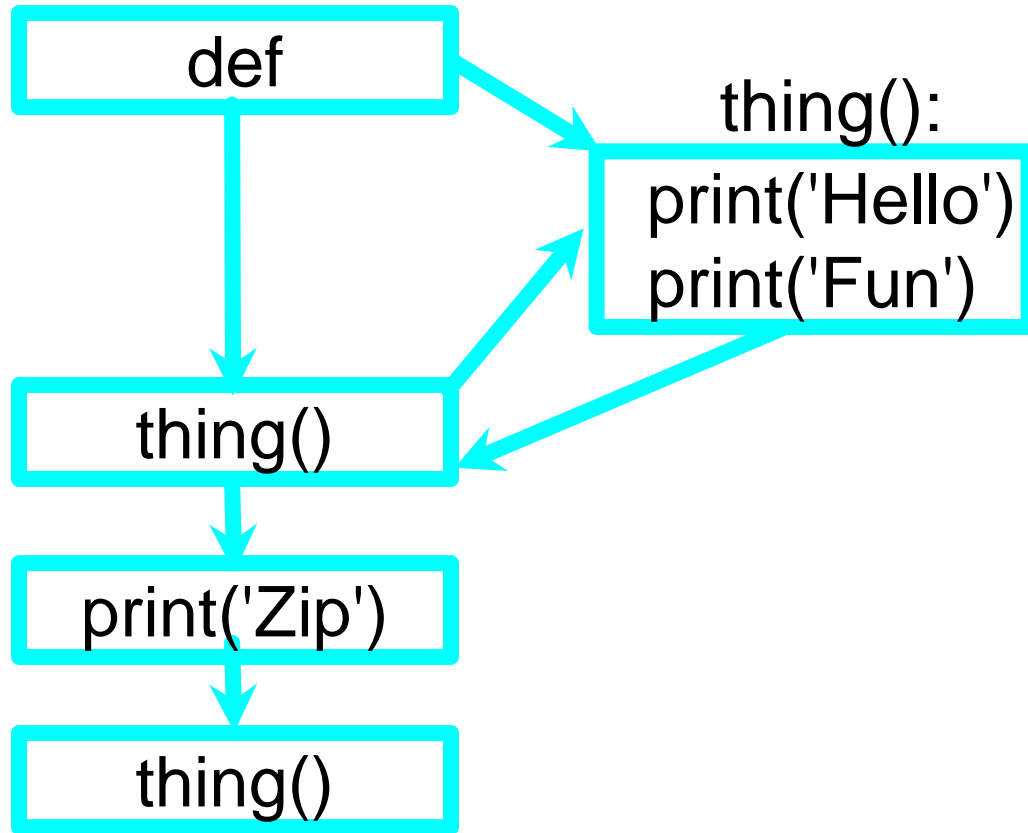 def
thing():
print('Hello')
print('Fun')
thing()
print('Zip')
thing()